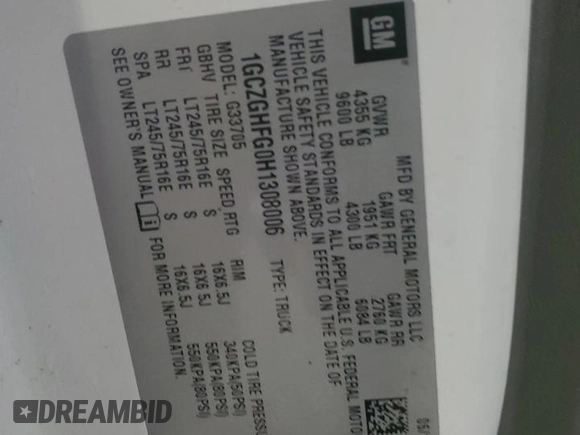 GM
MFD BY GENERAL MOTORS LLC
05/
GVWR GAWR FRT GAWR RR
4355 KG 1951 KG 2760 KG
9600 LB 4300 LB 6084 LB
THIS VEHICLE CONFORMS TO ALL APPLICABLE U.S. FEDERAL MOTO
VEHICLE SAFETY STANDARDS IN EFFECT ON THE DATE OF
MANUFACTURE SHOWN ABOVE.
1GCZGHFG0H1308006 TYPE: TRUCK
MODEL: G33705
GBHV TIRE SIZE SPEED RTG RIM COLD TIRE PRESSU
FRT LT245/75R16E S 16X6.5J 340KPA(50PSI)
RR LT245/75R16E S 16X6.5J 550KPA(80PSI)
SPA LT245/75R16E S 16X6.5J 550KPA(80PSI)
SEE OWNER'S MANUAL FOR MORE INFORMATION.
DREAMBID